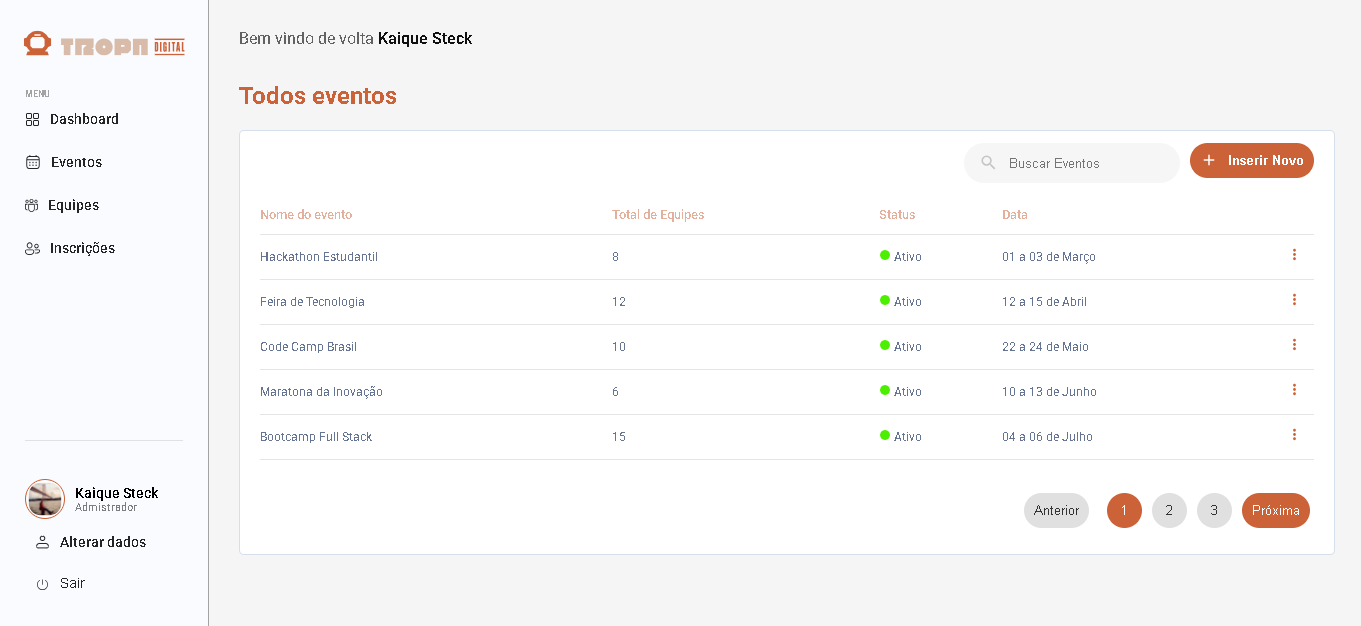 TROPA DIGITAL
MENU
Dashboard
Eventos
Equipes
Inscrições
Kaique Steck
Admistrador
Alterar dados
Sair
Bem vindo de volta Kaique Steck
Todos eventos
Buscar Eventos
+ Inserir Novo
Nome do evento Total de Equipes Status Data
Hackathon Estudantil 8 Ativo 01 a 03 de Março
Feira de Tecnologia 12 Ativo 12 a 15 de Abril
Code Camp Brasil 10 Ativo 22 a 24 de Maio
Maratona da Inovação 6 Ativo 10 a 13 de Junho
Bootcamp Full Stack 15 Ativo 04 a 06 de Julho
Anterior 1 2 3 Próxima